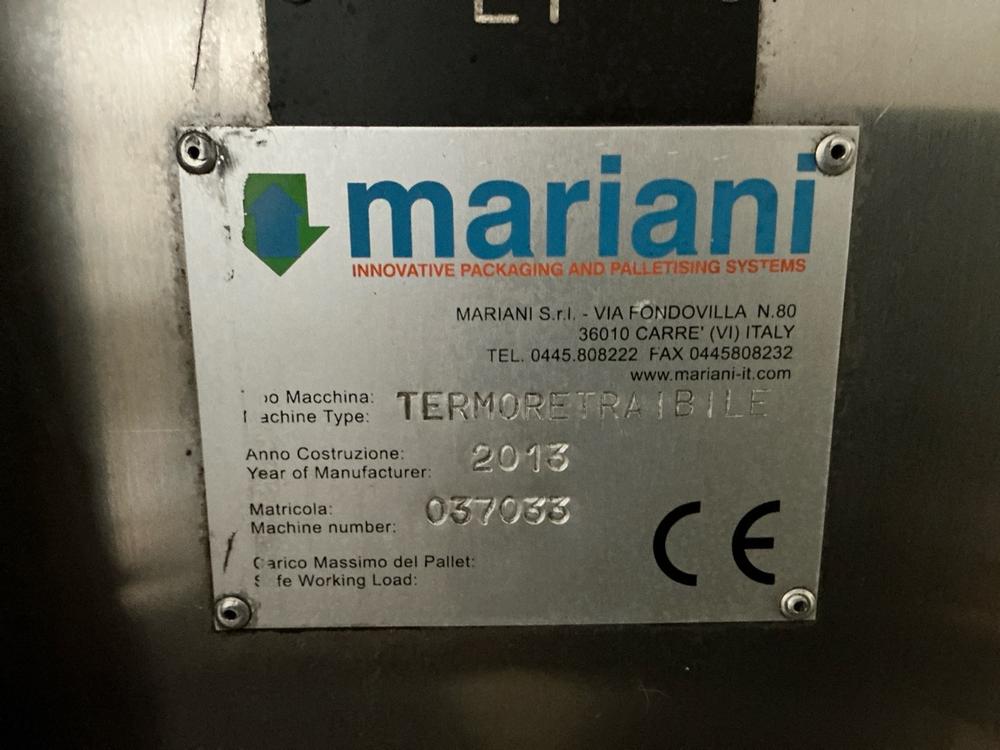 mariani
INNOVATIVE PACKAGING AND PALLETISING SYSTEMS
MARIANI S.r.l. - VIA FONDOVILLA N.80
36010 CARRE' (VI) ITALY
TEL. 0445.808222 FAX 0445808232
www.mariani-it.com
Macchina: TERMORETRAIBILE
Machine Type:
Anno Costruzione: 2013
Year of Manufacturer:
Matricola: 037033
Machine number:
Carico Massimo del Pallet:
Safe Working Load:
CE